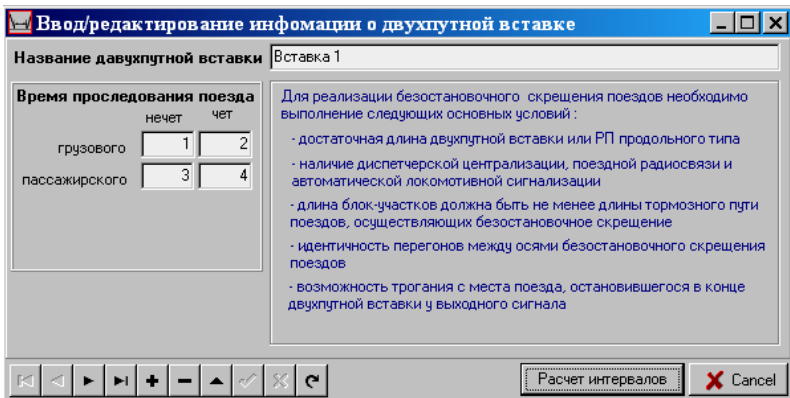 Ввод/редактирование инфомации о двухпутной вставке
Название давухпутной вставки Вставка 1
Время проследования поезда
нечет чет
грузового 1 2
пассажирского 3 4
Для реализации безостановочного скрещения поездов необходимо
выполнение следующих основных условий :
- достаточная длина двухпутной вставки или РП продольного типа
- наличие диспетчерской централизации, поездной радиосвязи и
автоматической локомотивной сигнализации
- длина блок-участков должна быть не менее длины тормозного пути
поездов, осуществляющих безостановочное скрещение
- идентичность перегонов между осями безостановочного скрещения
поездов
- возможность трогания с места поезда, остановившегося в конце
двухпутной вставки у выходного сигнала
Расчет интервалов
Cancel